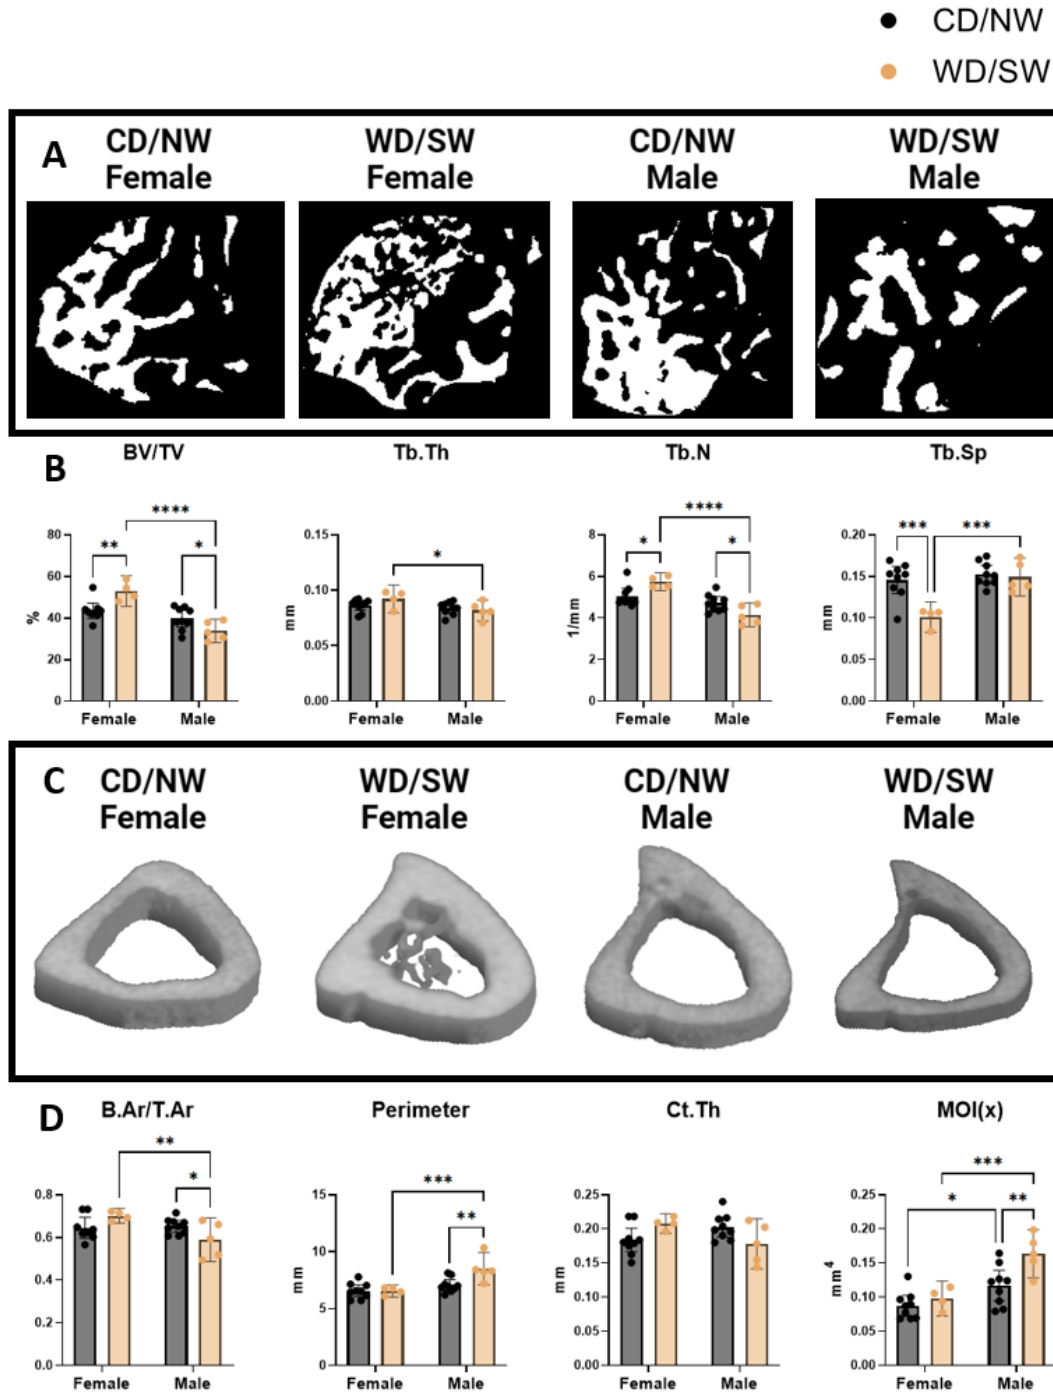 CD/NW
WD/SW
A
CD/NW Female
WD/SW Female
CD/NW Male
WD/SW Male
B
BV/TV
Tb.Th
Tb.N
Tb.Sp
****
**
*
80
60
40
20
0
%
Female
Male
*
0.15
0.10
0.05
0.00
mm
Female
Male
****
*
*
8
6
4
2
0
1/mm
Female
Male
***
***
0.20
0.15
0.10
0.05
0.00
mm
Female
Male
C
CD/NW Female
WD/SW Female
CD/NW Male
WD/SW Male
D
B.Ar/T.Ar
Perimeter
Ct.Th
MOI(x)
**
*
0.8
0.6
0.4
0.2
0.0
Female
Male
***
**
15
10
5
0
mm
Female
Male
0.25
0.20
0.15
0.10
0.05
0.00
mm
Female
Male
***
*
**
0.25
0.20
0.15
0.10
0.05
0.00
mm⁴
Female
Male